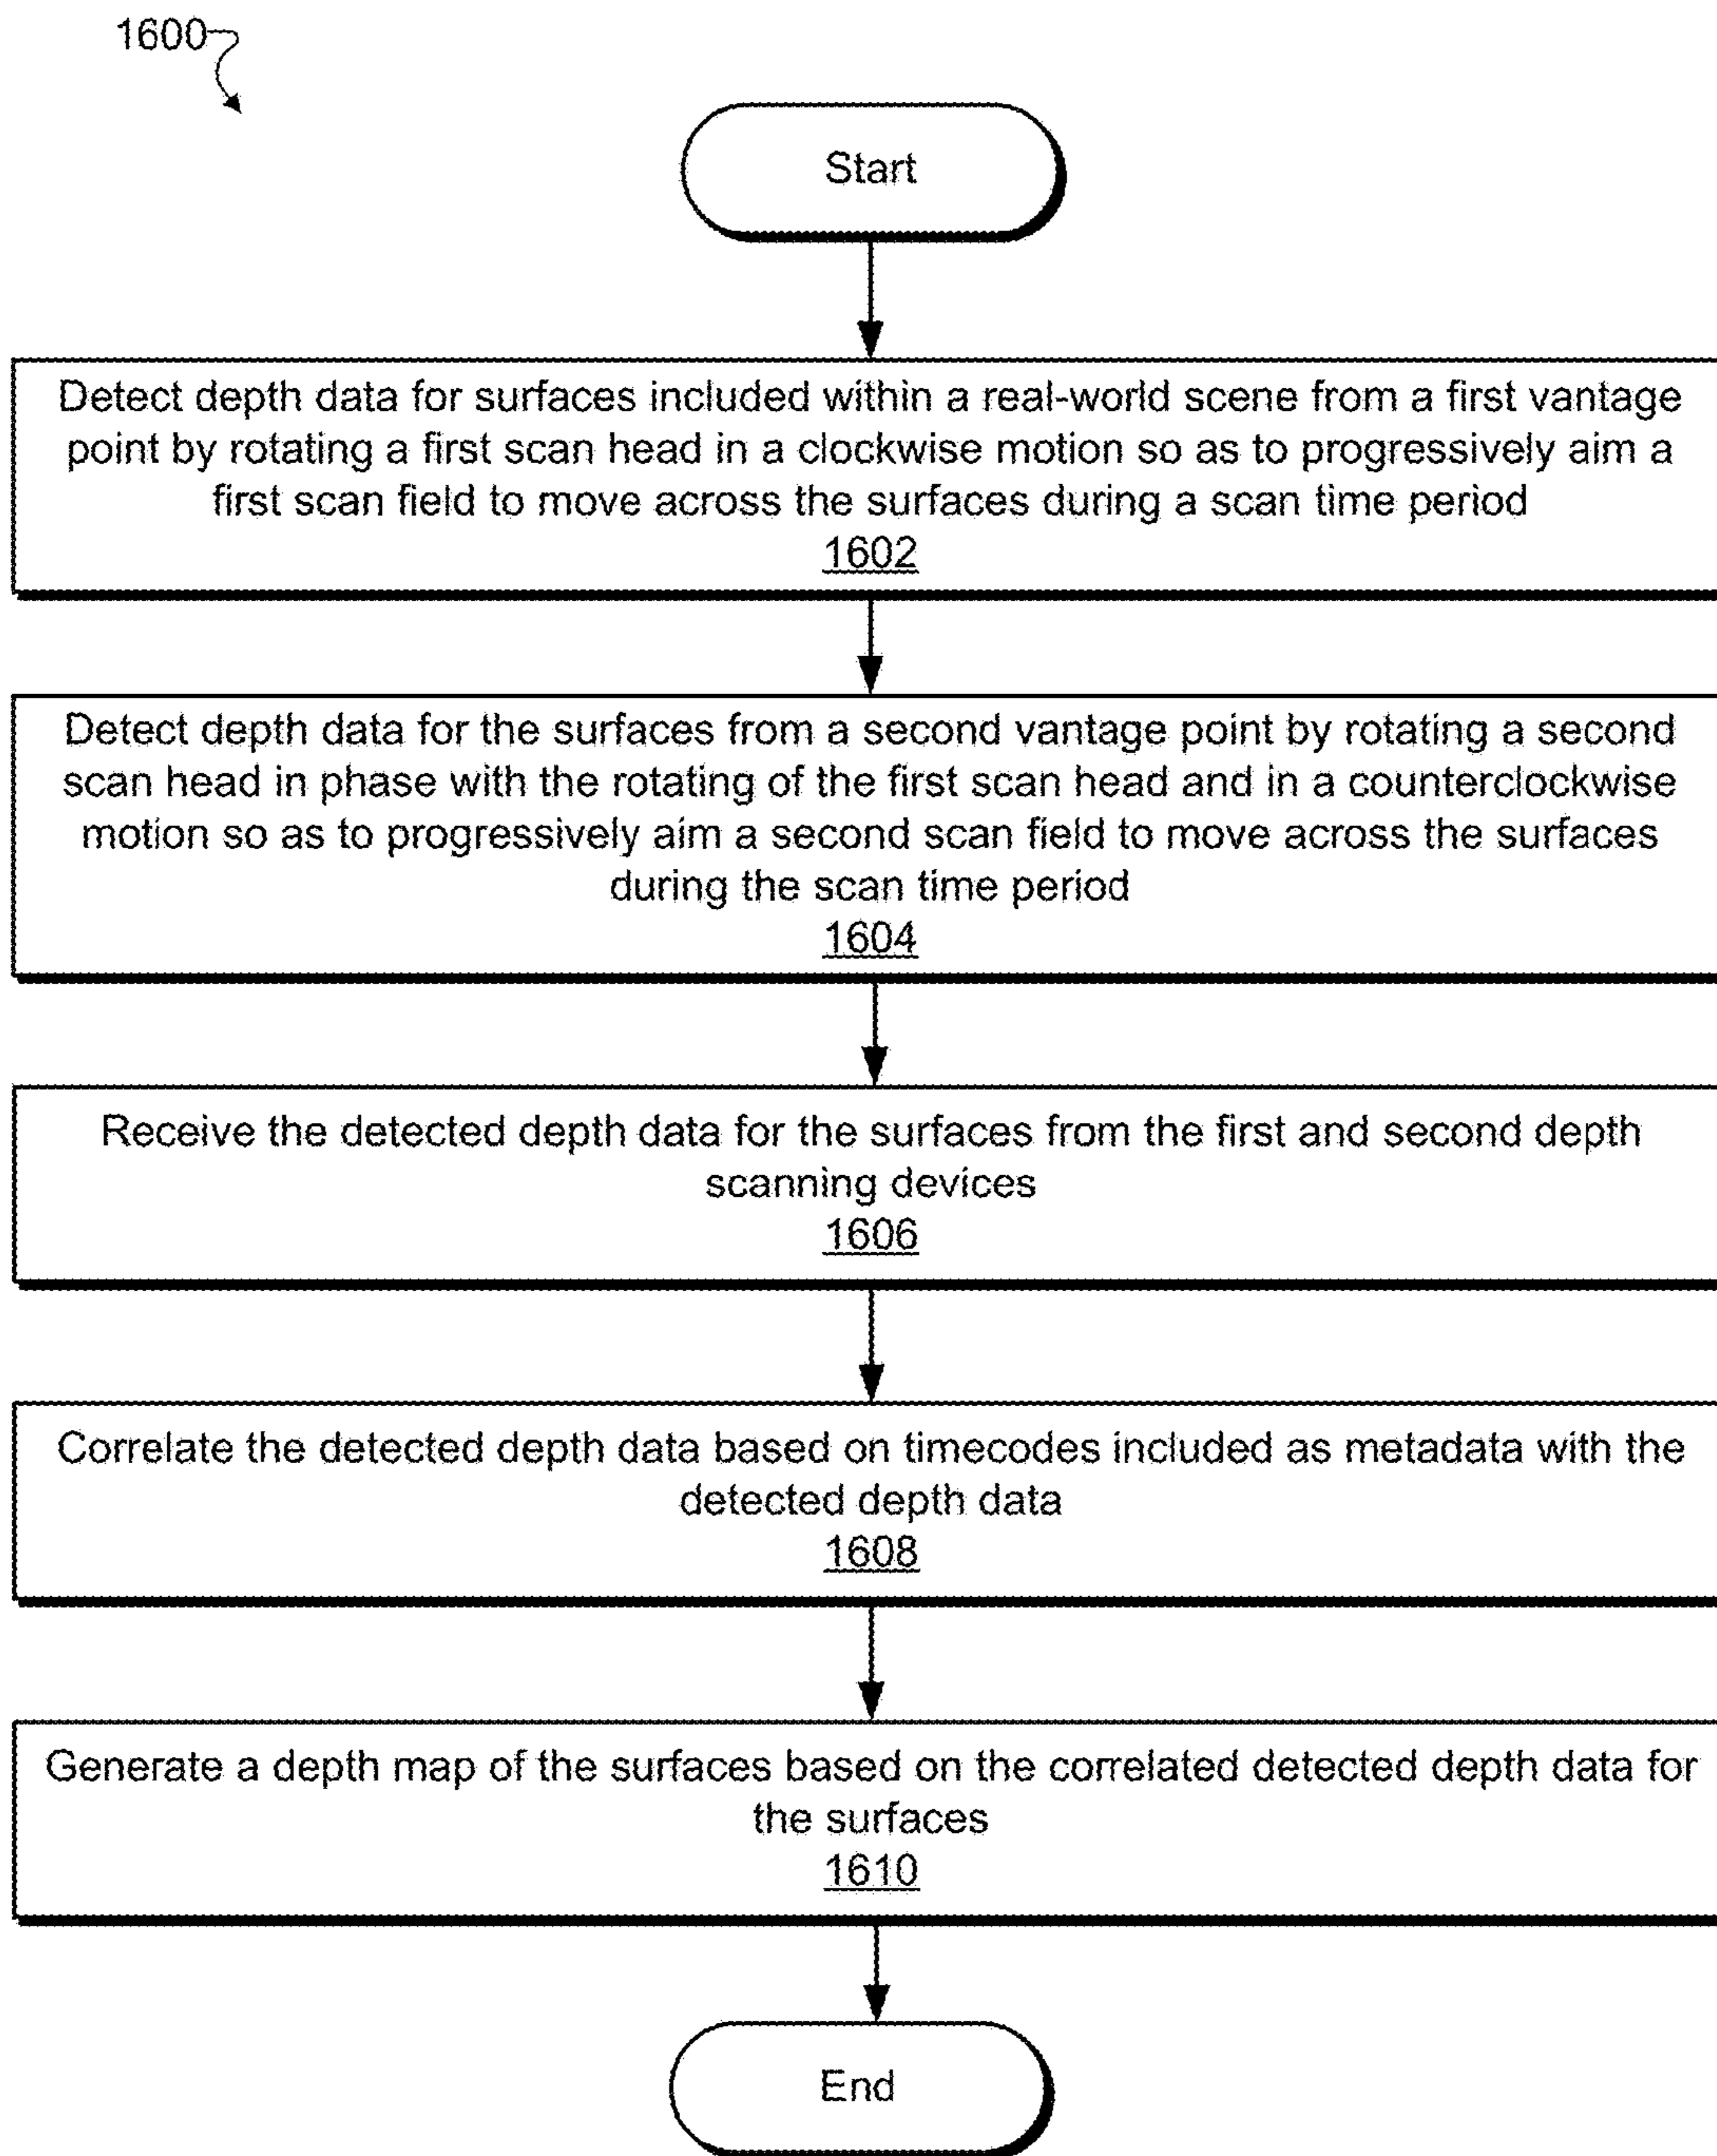 1600
Start
Detect depth data for surfaces included within a real-world scene from a first vantage
point by rotating a first scan head in a clockwise motion so as to progressively aim a
first scan field to move across the surfaces during a scan time period
1602
Detect depth data for the surfaces from a second vantage point by rotating a second
scan head in phase with the rotating of the first scan head and in a counterclockwise
motion so as to progressively aim a second scan field to move across the surfaces
during the scan time period
1604
Receive the detected depth data for the surfaces from the first and second depth
scanning devices
1606
Correlate the detected depth data based on timecodes included as metadata with the
detected depth data
1608
Generate a depth map of the surfaces based on the correlated detected depth data for
the surfaces
1610
End